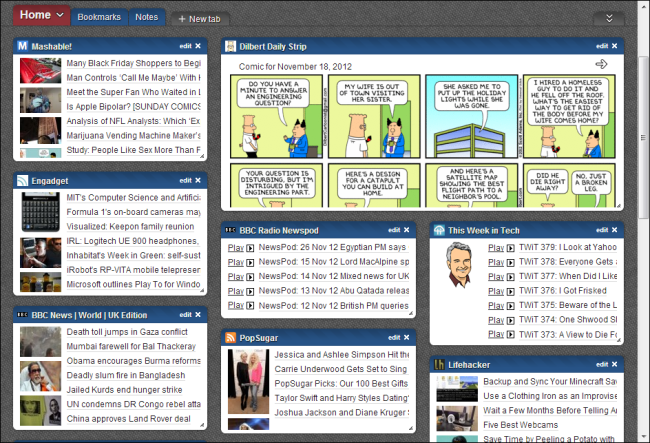 Home
Bookmarks
Notes
+ New tab
Mashable!
edit
Many Black Friday Shoppers to Begi
Man Controls 'Call Me Maybe' With H
Meet the Super Fan Who Waited in L
Is Apple Bipolar? [SUNDAY COMICS
Analysis of NFL Analysts: Which 'Ex
Marijuana Vending Machine Maker's
Study: People Like Sex More Than F
Engadget
edit
MIT's Computer Science and Artificia
Formula 1's on-board cameras may
Visualized: Keepon family reunion
IRL: Logitech UE 900 headphones,
Inhabitat's Week in Green: self-sust
iRobot's RP-VITA mobile telepresen
Microsoft outlines Play To for Window
BBC News | World | UK Edition
edit
Death toll jumps in Gaza conflict
Mumbai farewell for Bal Thackeray
Obama encourages Burma reforms
Deadly slum fire in Bangladesh
Jailed Kurds end hunger strike
UN condemns DR Congo rebel atta
China approves Land Rover deal
Dilbert Daily Strip
edit
Comic for November 18, 2012
DO YOU HAVE A
MINUTE TO ANSWER
AN ENGINEERING
QUESTION?
MY WIFE IS OUT
OF TOWN VISITING
HER SISTER.
SHE ASKED ME TO
PUT UP THE HOLIDAY
LIGHTS WHILE SHE
WAS GONE.
I HIRED A HOMELESS
GUY TO DO IT AND
HE FELL OFF THE ROOF.
WHAT'S THE EASIEST
WAY TO GET RID OF
THE BODY BEFORE MY
WIFE COMES HOME?
YOUR QUESTION IS
DISTURBING, BUT I'M
INTRIGUED BY THE
ENGINEERING PART.
HERE'S A DESIGN
FOR A CATAPULT
YOU CAN BUILD AT
HOME.
AND HERE'S A
SATELLITE MAP
SHOWING THE BEST
FLIGHT PATH TO A
NEIGHBOR'S POOL.
DID HE
DIE RIGHT
AWAY?
NO, JUST
A BROKEN
LEG.
BBC Radio Newspod
edit
Play NewsPod: 26 Nov 12 Egyptian PM says
Play NewsPod: 15 Nov 12 Lord MacAlpine sp
Play NewsPod: 14 Nov 12 Mixed news for UK
Play NewsPod: 13 Nov 12 Abu Qatada releas
Play NewsPod: 12 Nov 12 British PM queries
PopSugar
edit
Jessica and Ashlee Simpson Hit the
Carrie Underwood Gets Set to Sing
PopSugar Picks: Our 100 Best Gifts
Taylor Swift and Harry Styles Dating?
Joshua Jackson and Diane Kruger S
This Week in Tech
edit
Play TWiT 379: I Look at Yahoo
Play TWiT 378: Everyone Gets a
Play TWiT 377: When Did I Like
Play TWiT 376: I Got Frisked
Play TWiT 375: Beware of the L
Play TWiT 374: One Shwood Sh
Play TWiT 373: A View to Die Fo
Lifehacker
edit
Backup and Sync Your Minecraft Sav
Use a Clothing Iron as an Improvise
Wait a Few Months Before Telling An
Five Best Webcams
Save Time by Peeling a Potato with